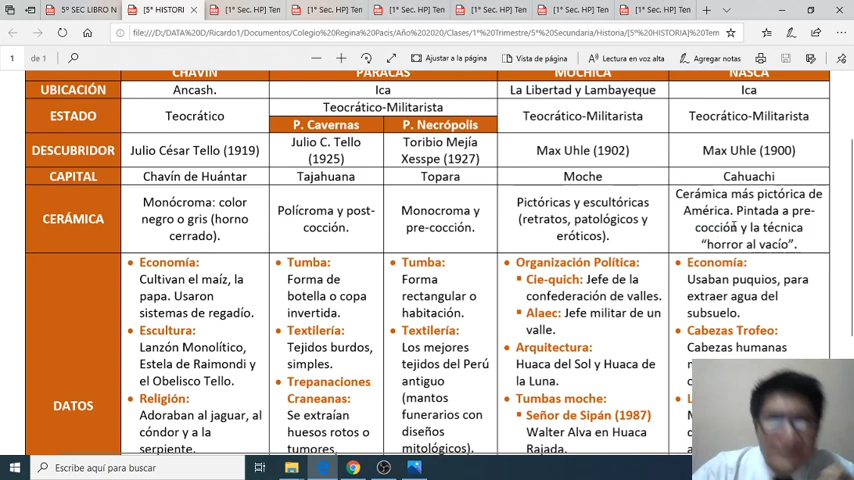 5º SEC LIBRO N
[5° HISTORI
[1° Sec. HP] Ten
[1° Sec. HP] Ten
[1° Sec. HP] Ten
[1° Sec. HP] Ten
[1° Sec. HP] Ten
[1° Sec. HP] Ten
file:///D:/DATA%20D/Ricardo1/Documentos/Colegio%20Regina%20Pacis/Año%202020/Clases/1°%20Trimestre/5°%20Secundaria/Historia/[5°%20HISTORIA]%20Tem
1 de 1
Ajustar a la página
Vista de página
Lectura en voz alta
Agregar notas
CHAVÍN PARACAS MOCHICA NASCA
UBICACIÓN Ancash. Ica La Libertad y Lambayeque Ica
ESTADO Teocrático Teocrático-Militarista Teocrático-Militarista Teocrático-Militarista
P. Cavernas P. Necrópolis
DESCUBRIDOR Julio César Tello (1919) Julio C. Tello (1925) Toribio Mejía Xesspe (1927) Max Uhle (1902) Max Uhle (1900)
CAPITAL Chavín de Huántar Tajahuana Topara Moche Cahuachi
CERÁMICA
Monócroma: color
negro o gris (horno
cerrado).
Polícroma y post-
cocción.
Monocroma y
pre-cocción.
Pictóricas y escultóricas
(retratos, patológicos y
eróticos).
Cerámica más pictórica de
América. Pintada a pre-
cocción y la técnica
“horror al vacío”.
DATOS
• Economía:
Cultivan el maíz, la
papa. Usaron
sistemas de regadío.
• Escultura:
Lanzón Monolítico,
Estela de Raimondi y
el Obelisco Tello.
• Religión:
Adoraban al jaguar, al
cóndor y a la
serpiente.
• Tumba:
Forma de
botella o copa
invertida.
• Textilería:
Tejidos burdos,
simples.
• Trepanaciones
Craneanas:
Se extraían
huesos rotos o
tumores,
• Tumba:
Forma
rectangular o
habitación.
• Textilería:
Los mejores
tejidos del Perú
antiguo
(mantos
funerarios con
diseños
mitológicos).
• Organización Política:
▪ Cie-quich: Jefe de la
confederación de valles.
▪ Alaec: Jefe militar de un
valle.
• Arquitectura:
Huaca del Sol y Huaca de
la Luna.
• Tumbas moche:
▪ Señor de Sipán (1987)
Walter Alva en Huaca
Rajada.
• Economía:
Usaban puquios, para
extraer agua del
subsuelo.
• Cabezas Trofeo:
Cabezas humanas
Escribe aquí para buscar